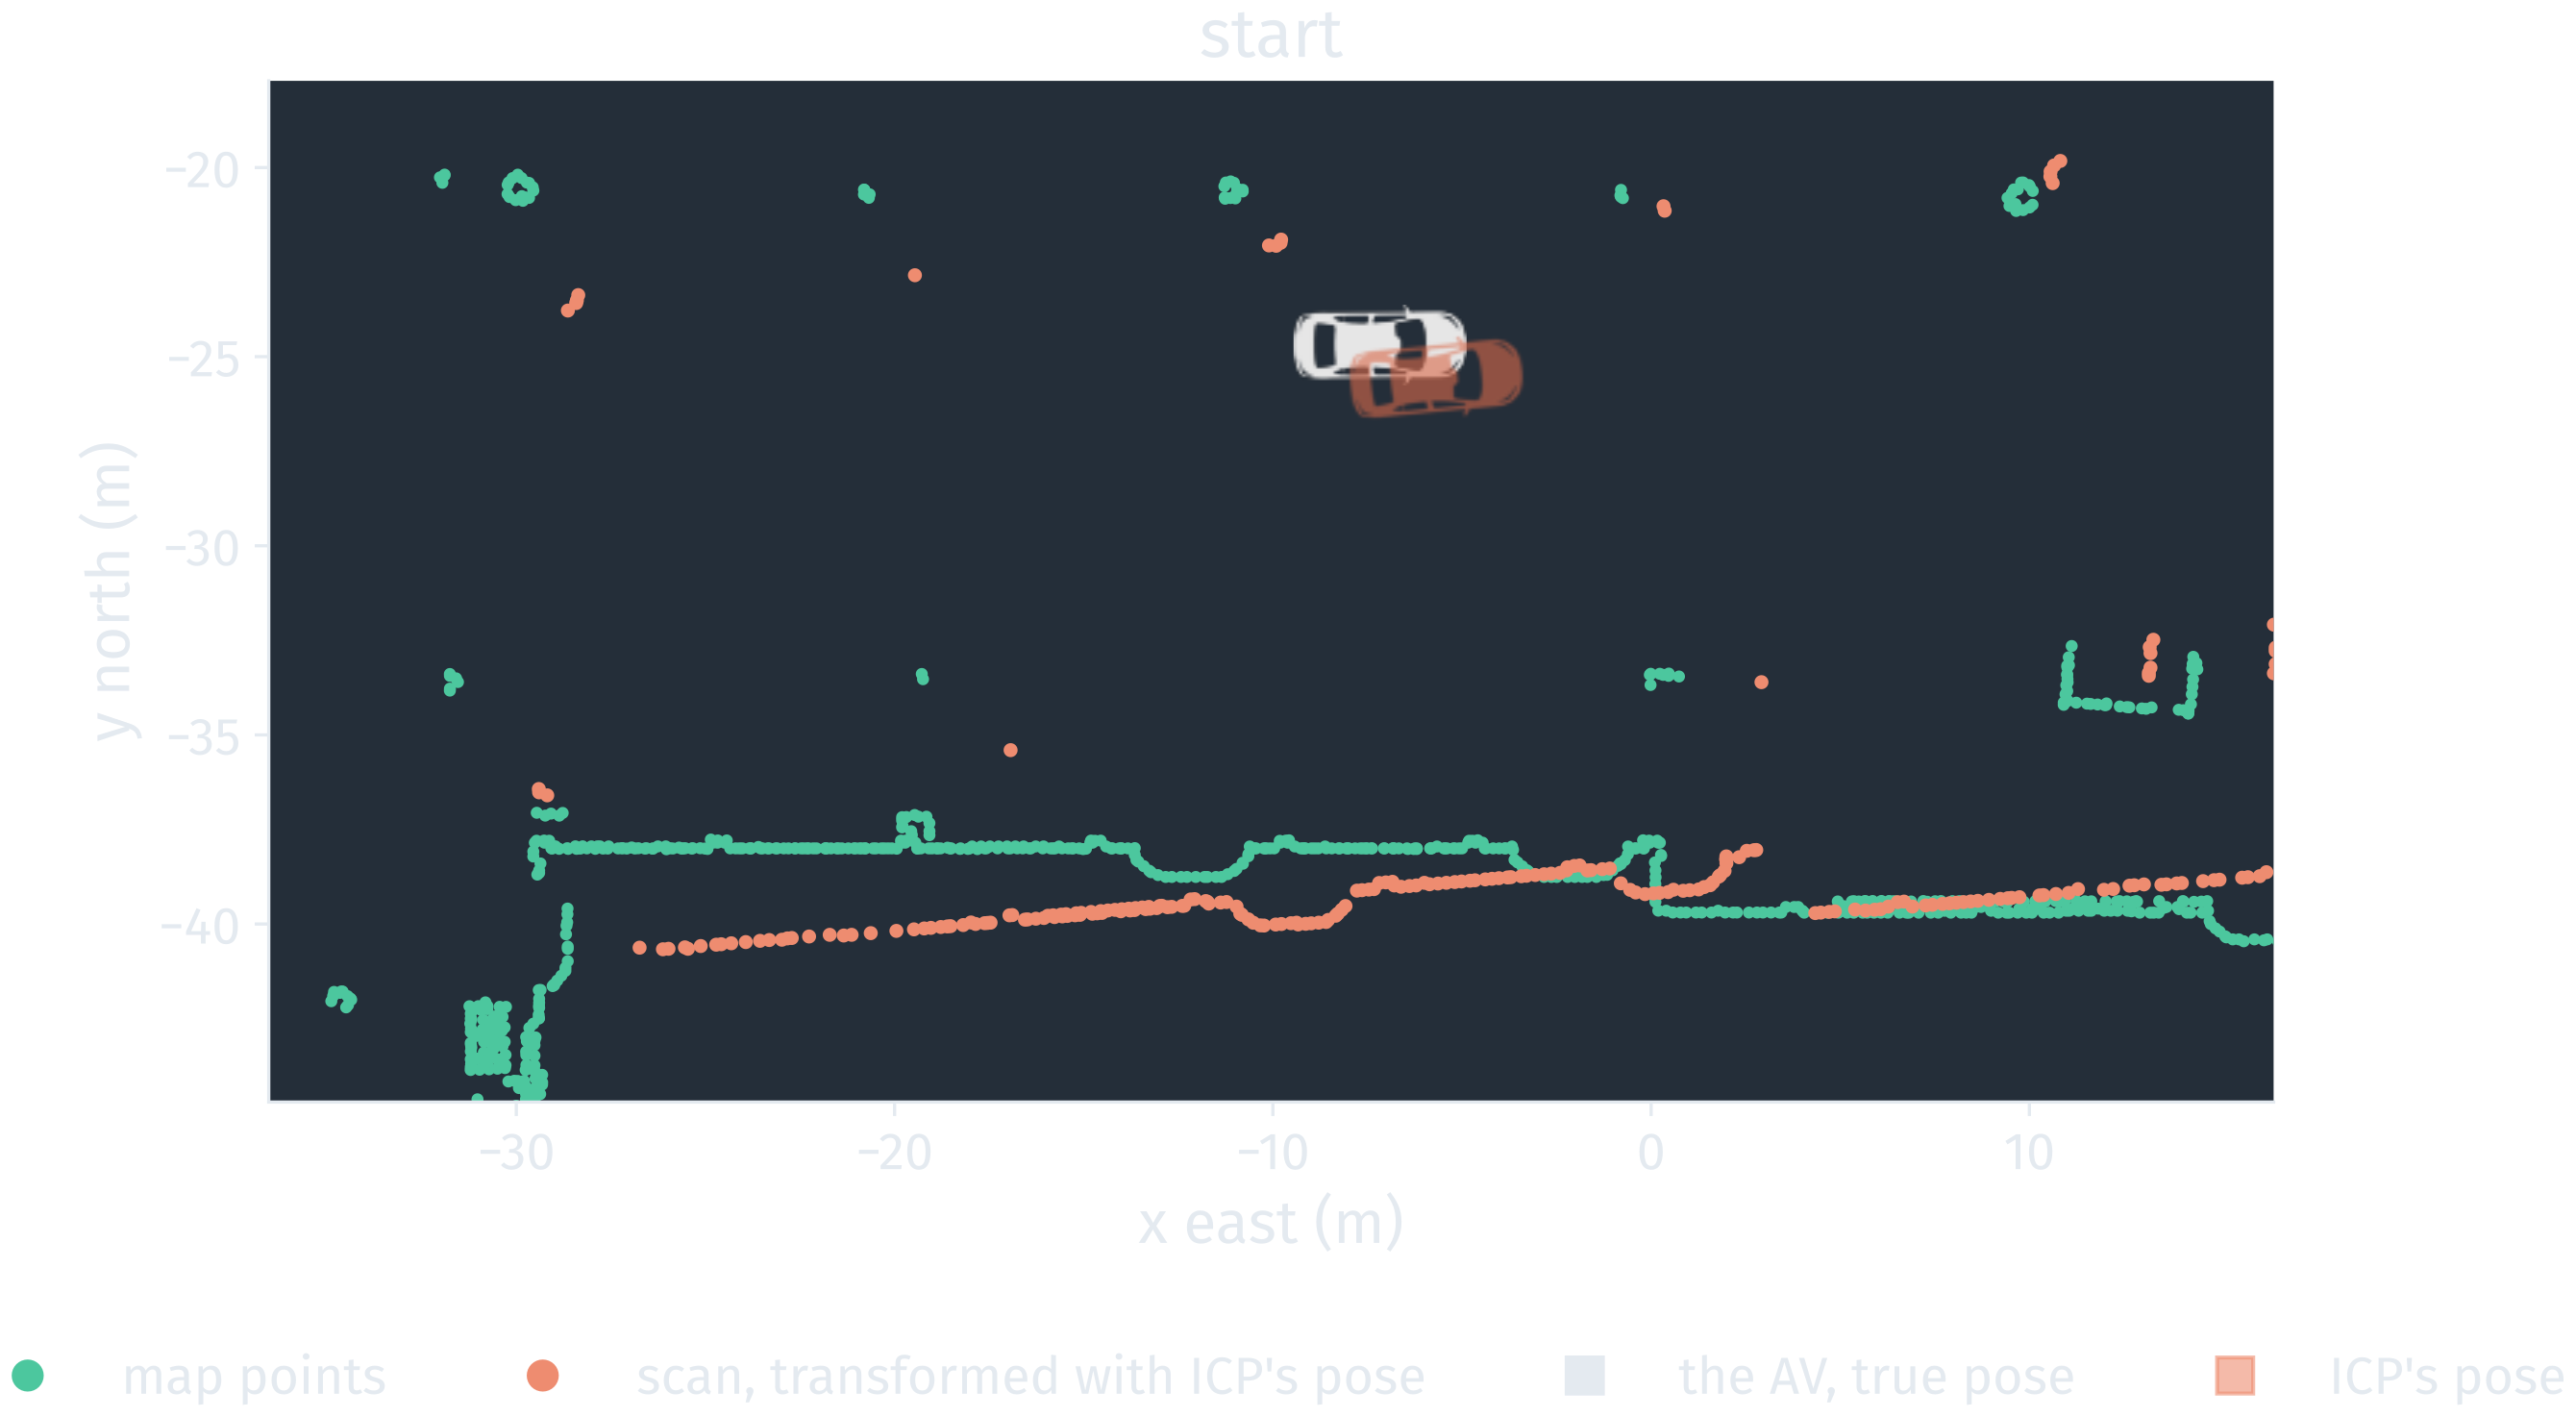 start
−20
−25
−30
−35
−40
y north (m)
−30
−20
−10
0
10
x east (m)
map points
scan, transformed with ICP's pose
the AV, true pose
ICP's pose